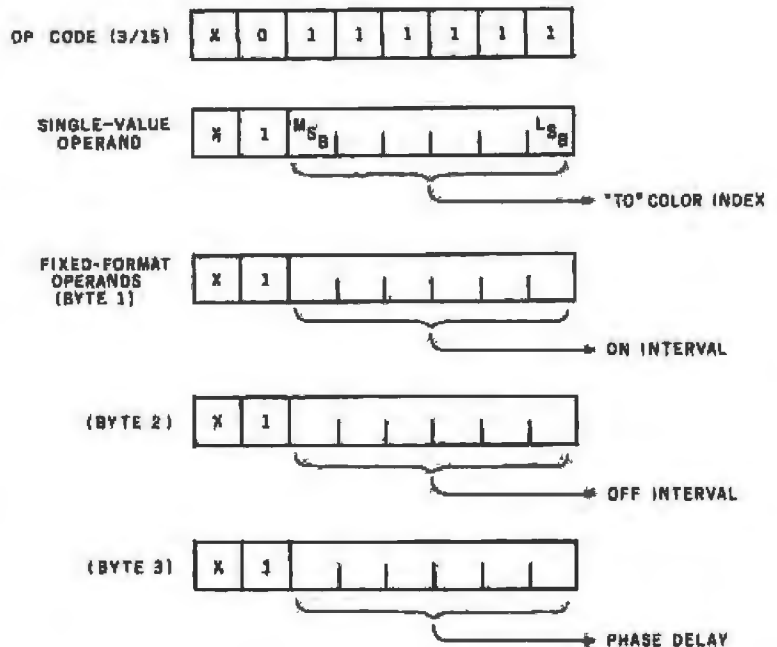 OP CODE (3/15) X 0 1 1 1 1 1 1
SINGLE-VALUE
OPERAND
X 1 MSB LSB
"TO" COLOR INDEX
FIXED-FORMAT
OPERANDS
(BYTE 1)
X 1
ON INTERVAL
(BYTE 2) X 1
OFF INTERVAL
(BYTE 3) X 1
PHASE DELAY